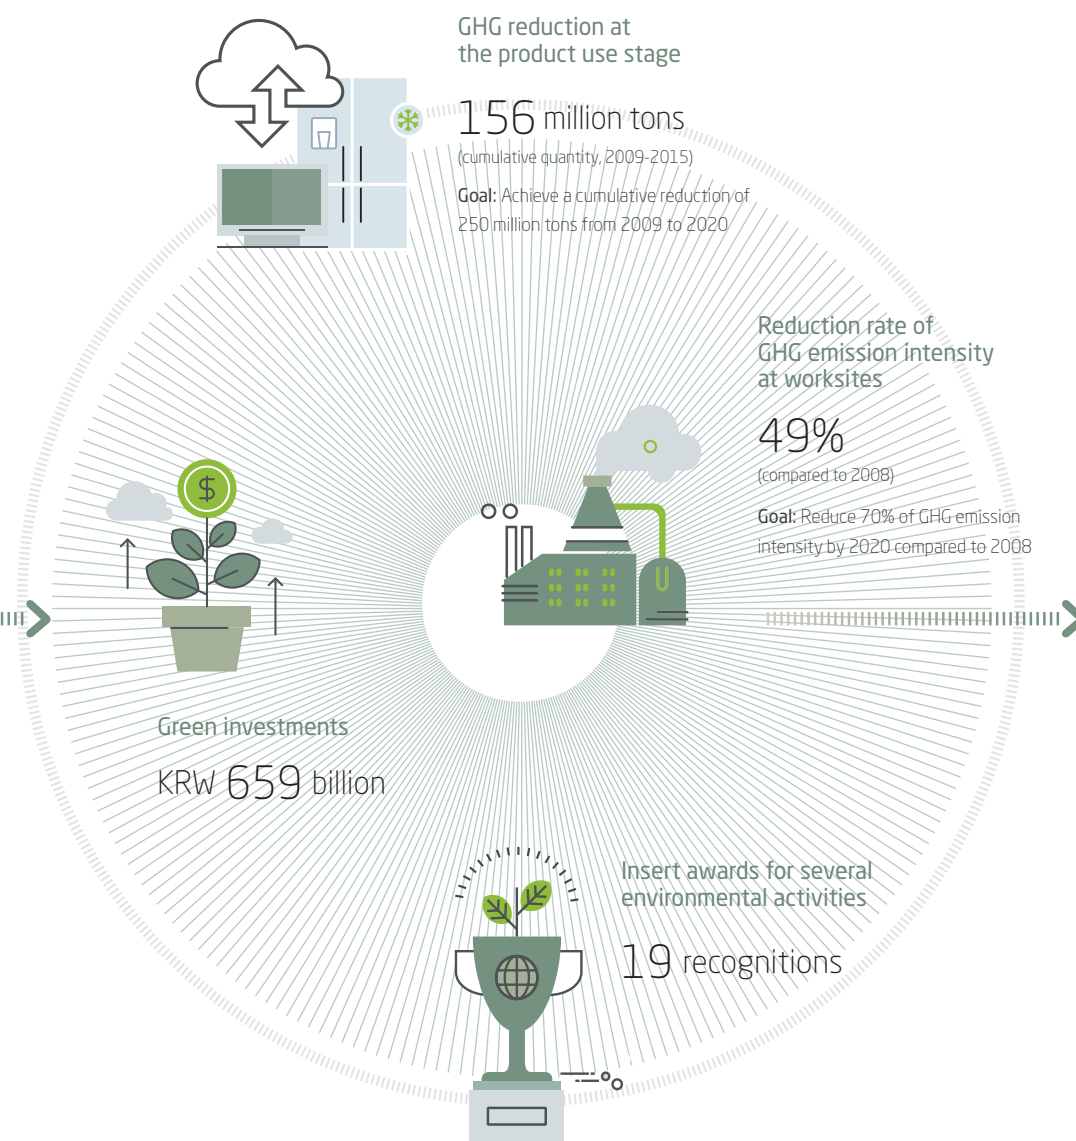 GHG reduction at
the product use stage
156 million tons
(cumulative quantity, 2009-2015)
Goal: Achieve a cumulative reduction of
250 million tons from 2009 to 2020
Reduction rate of
GHG emission intensity
at worksites
49%
(compared to 2008)
Goal: Reduce 70% of GHG emission
intensity by 2020 compared to 2008
$
Green investments
KRW 659 billion
Insert awards for several
environmental activities
19 recognitions